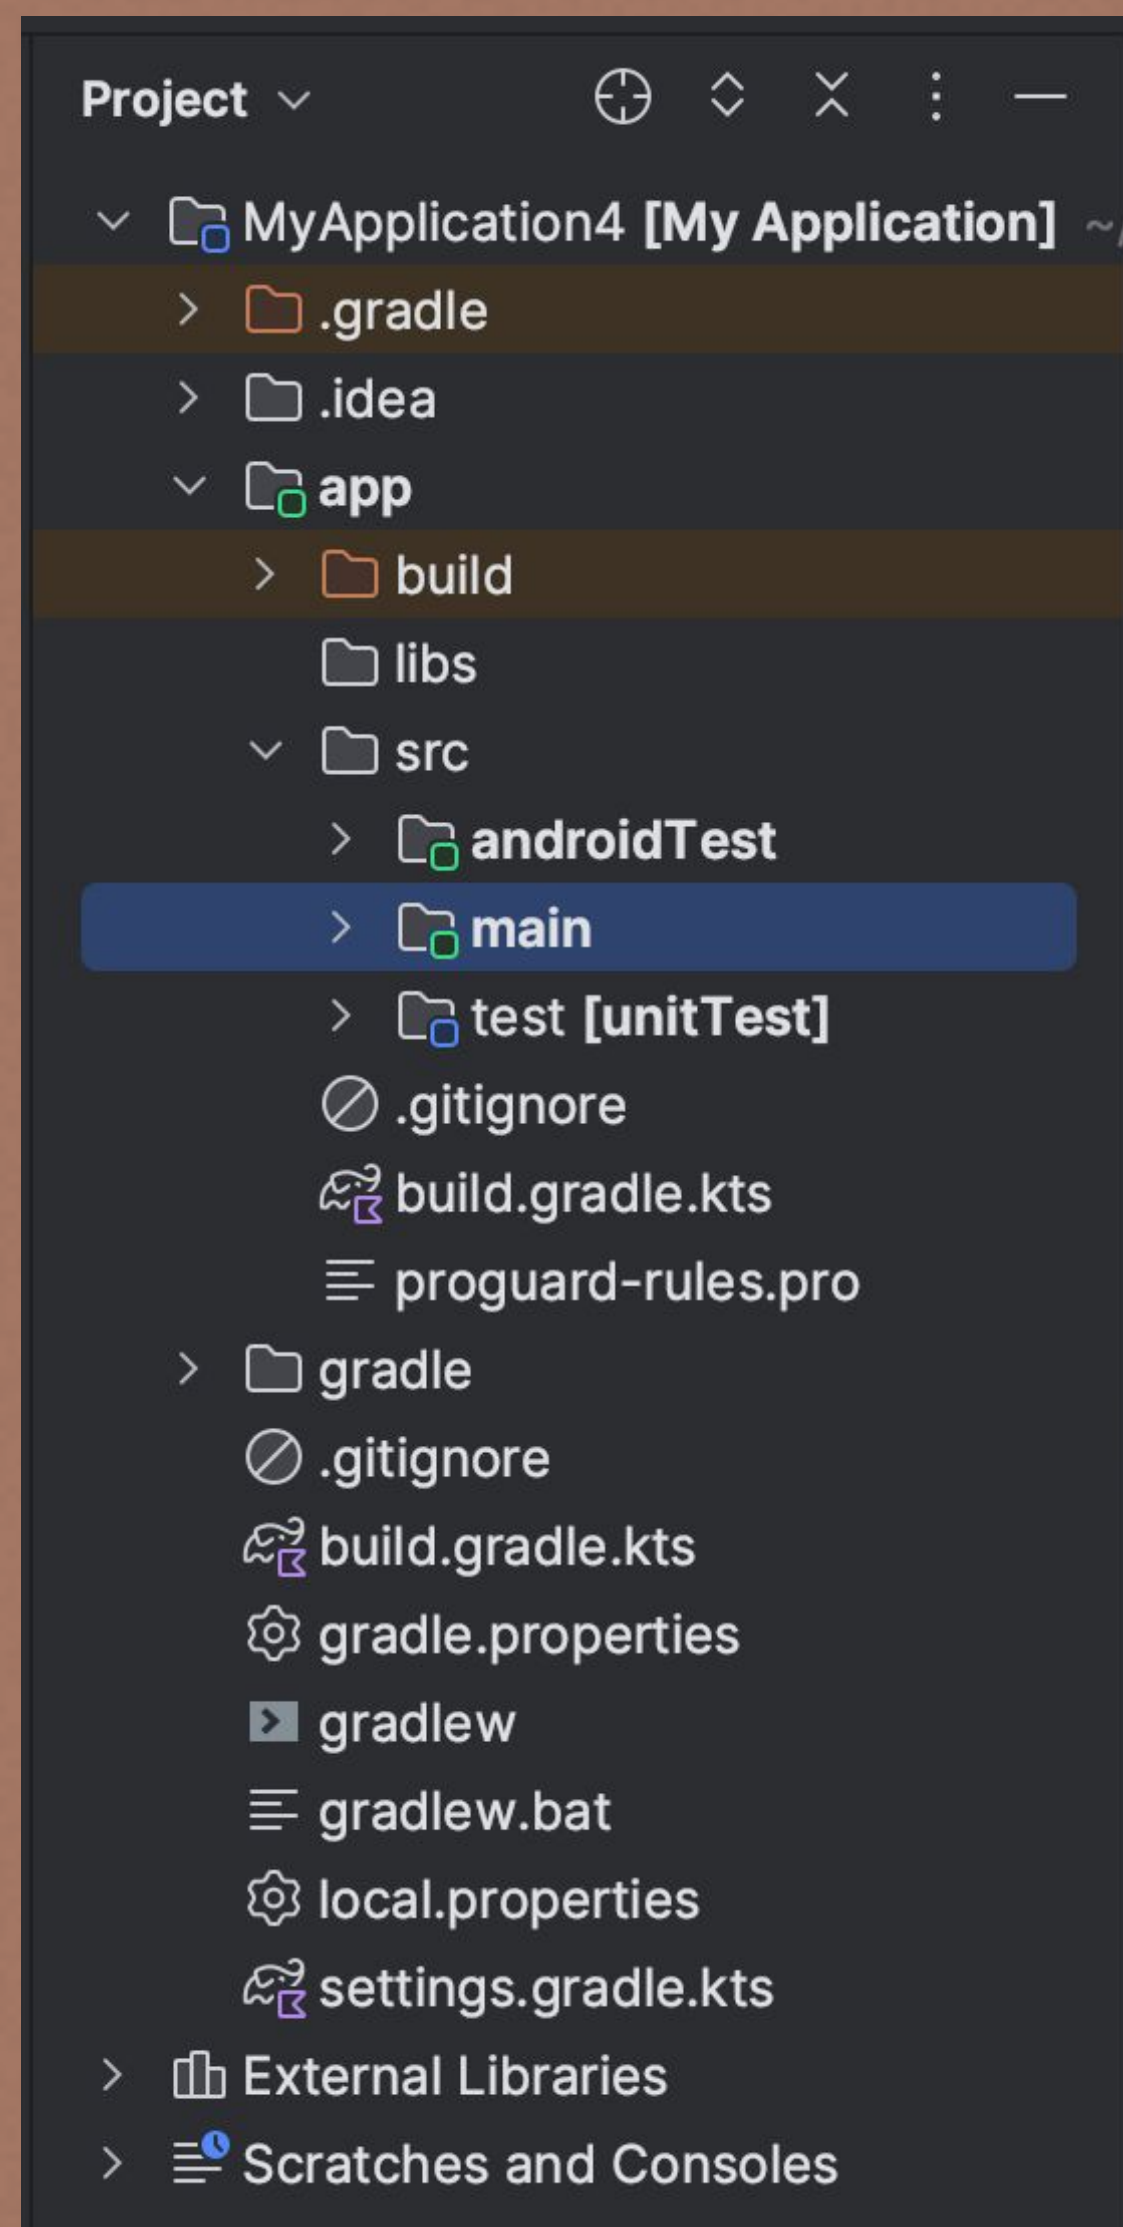 Project
MyApplication4 [My Application] ~/
.gradle
.idea
app
build
libs
src
androidTest
main
test [unitTest]
.gitignore
build.gradle.kts
proguard-rules.pro
gradle
.gitignore
build.gradle.kts
gradle.properties
gradlew
gradlew.bat
local.properties
settings.gradle.kts
External Libraries
Scratches and Consoles